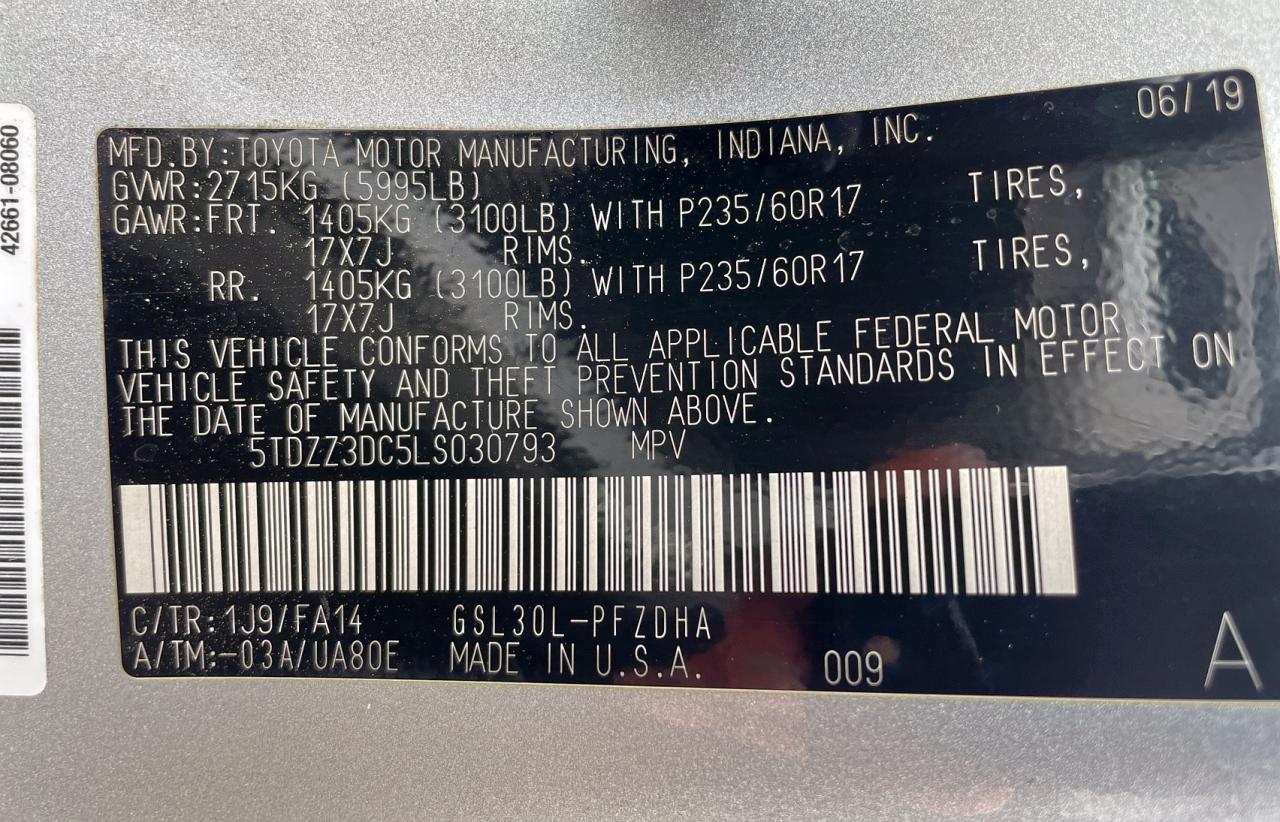 06/19
MFD.BY:TOYOTA MOTOR MANUFACTURING, INDIANA, INC.
GVWR:2715KG (5995LB)
GAWR:FRT. 1405KG (3100LB) WITH P235/60R17 TIRES,
17X7J RIMS.
RR. 1405KG (3100LB) WITH P235/60R17 TIRES,
17X7J RIMS.
THIS VEHICLE CONFORMS TO ALL APPLICABLE FEDERAL MOTOR
VEHICLE SAFETY AND THEFT PREVENTION STANDARDS IN EFFECT ON
THE DATE OF MANUFACTURE SHOWN ABOVE.
5TDZZ3DC5LS030793 MPV
C/TR:1J9/FA14 GSL30L-PFZDHA
A/TM:-03A/UA80E MADE IN U.S.A. 009 A
42661-08060